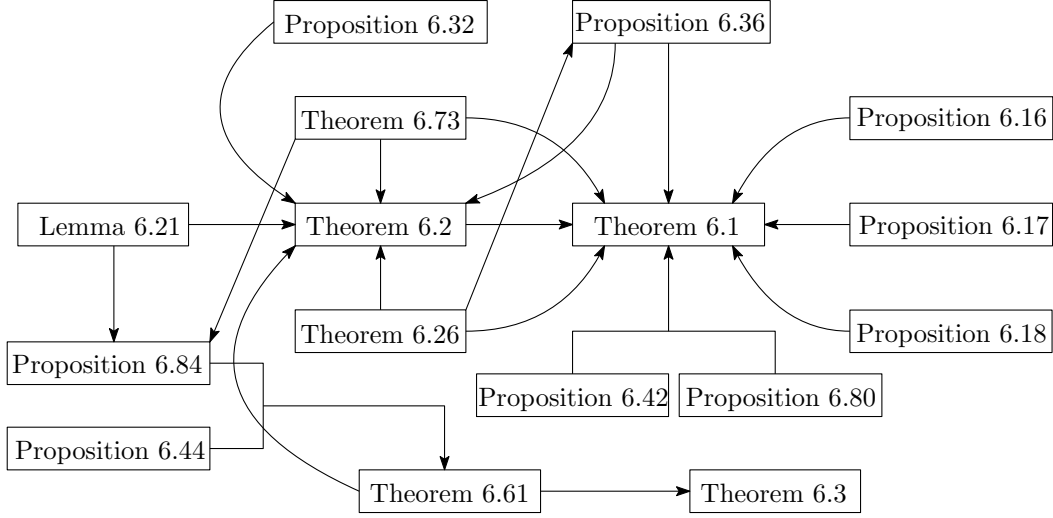 Proposition 6.32
Proposition 6.36
Theorem 6.73
Proposition 6.16
Lemma 6.21
Theorem 6.2
Theorem 6.1
Proposition 6.17
Theorem 6.26
Proposition 6.18
Proposition 6.84
Proposition 6.42
Proposition 6.80
Proposition 6.44
Theorem 6.61
Theorem 6.3